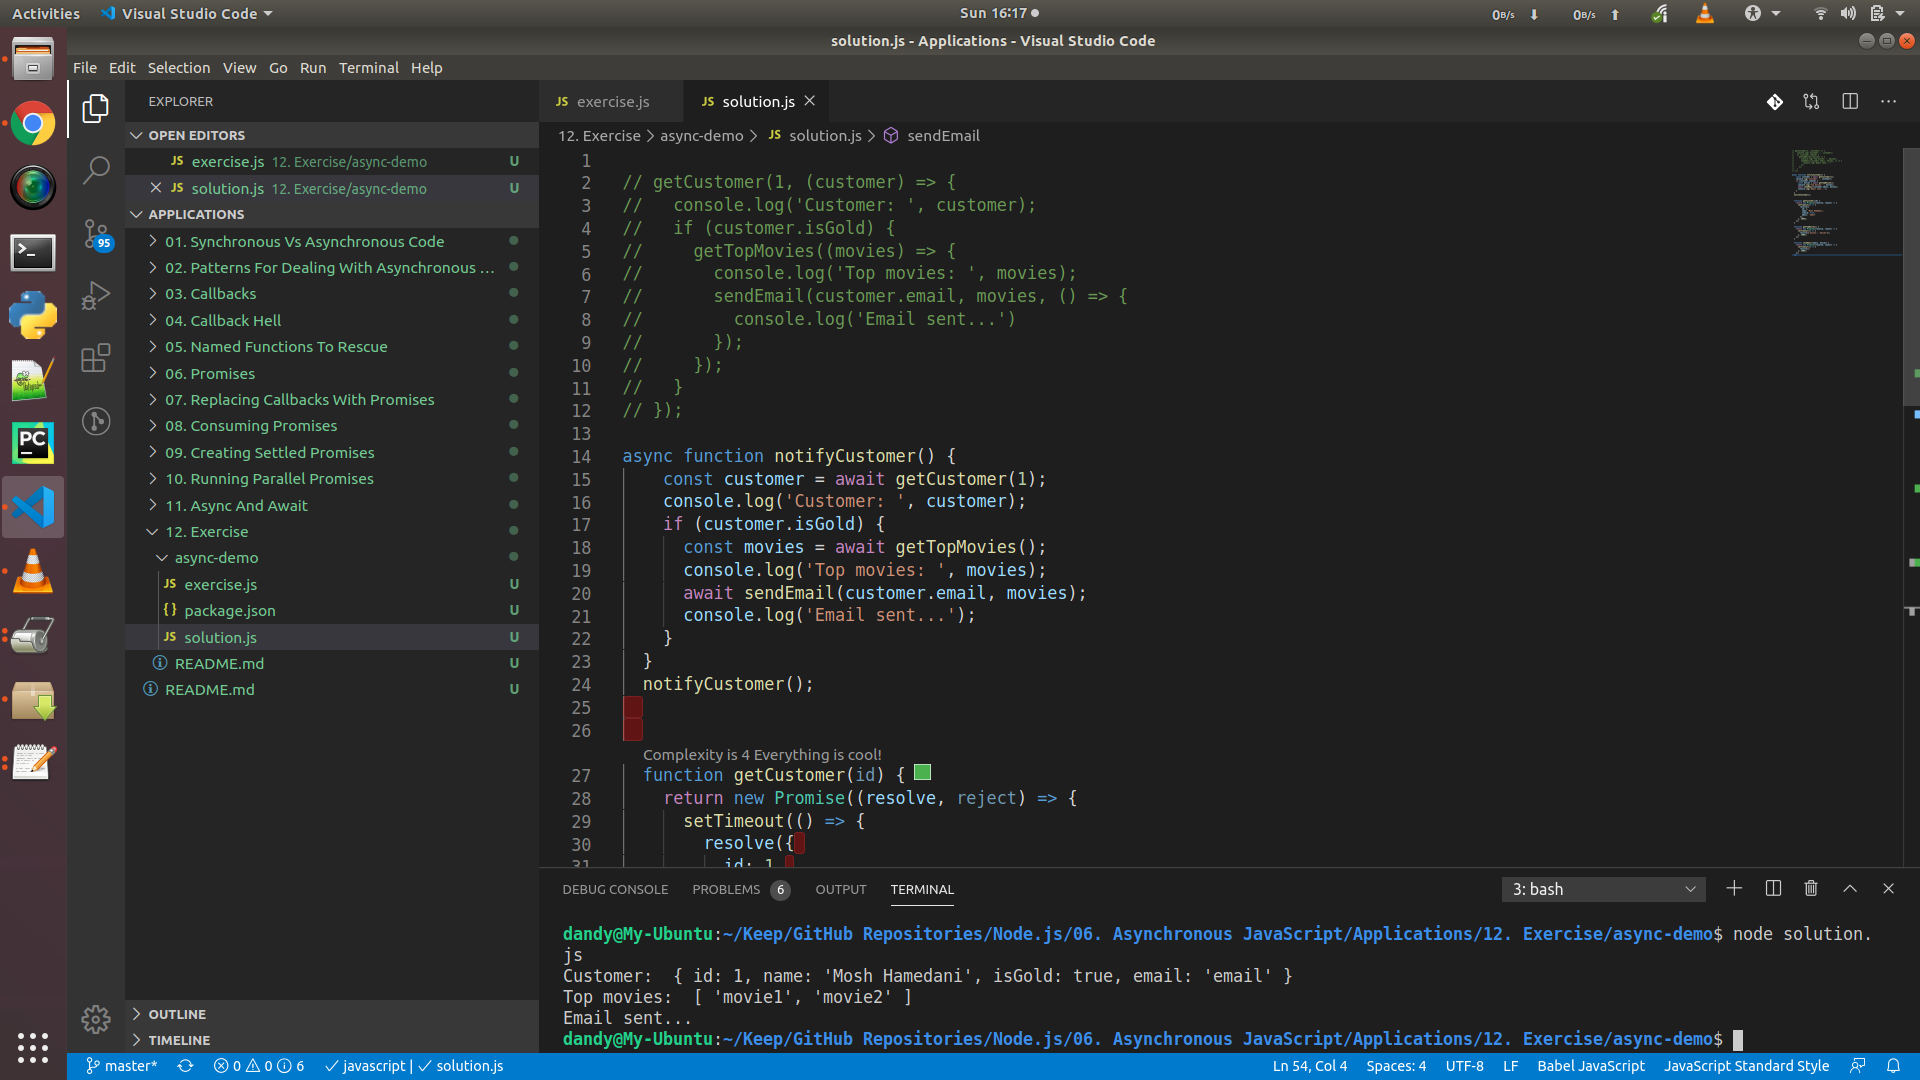 Activities Visual Studio Code Sun 16:17 0B/s 0B/s
solution.js - Applications - Visual Studio Code
File Edit Selection View Go Run Terminal Help
EXPLORER
OPEN EDITORS
JS exercise.js 12. Exercise/async-demo U
JS solution.js 12. Exercise/async-demo U
APPLICATIONS
01. Synchronous Vs Asynchronous Code
02. Patterns For Dealing With Asynchronous ...
03. Callbacks
04. Callback Hell
05. Named Functions To Rescue
06. Promises
07. Replacing Callbacks With Promises
08. Consuming Promises
09. Creating Settled Promises
10. Running Parallel Promises
11. Async And Await
12. Exercise
async-demo
JS exercise.js U
{} package.json U
JS solution.js U
README.md U
README.md U
OUTLINE
TIMELINE
95
PC
JS exercise.js JS solution.js
12. Exercise > async-demo > JS solution.js > sendEmail
1
2 // getCustomer(1, (customer) => {
3 //   console.log('Customer: ', customer);
4 //   if (customer.isGold) {
5 //     getTopMovies((movies) => {
6 //       console.log('Top movies: ', movies);
7 //       sendEmail(customer.email, movies, () => {
8 //         console.log('Email sent...')
9 //       });
10 //     });
11 //   }
12 // });
13
14 async function notifyCustomer() {
15     const customer = await getCustomer(1);
16     console.log('Customer: ', customer);
17     if (customer.isGold) {
18       const movies = await getTopMovies();
19       console.log('Top movies: ', movies);
20       await sendEmail(customer.email, movies);
21       console.log('Email sent...');
22     }
23   }
24   notifyCustomer();
25
26
Complexity is 4 Everything is cool!
27   function getCustomer(id) {
28     return new Promise((resolve, reject) => {
29       setTimeout(() => {
30         resolve({
31           id: 1,
DEBUG CONSOLE PROBLEMS 6 OUTPUT TERMINAL 3: bash
dandy@My-Ubuntu:~/Keep/GitHub Repositories/Node.js/06. Asynchronous JavaScript/Applications/12. Exercise/async-demo$ node solution.
js
Customer:  { id: 1, name: 'Mosh Hamedani', isGold: true, email: 'email' }
Top movies:  [ 'movie1', 'movie2' ]
Email sent...
dandy@My-Ubuntu:~/Keep/GitHub Repositories/Node.js/06. Asynchronous JavaScript/Applications/12. Exercise/async-demo$
master* 0 0 6 javascript | solution.js Ln 54, Col 4 Spaces: 4 UTF-8 LF Babel JavaScript JavaScript Standard Style